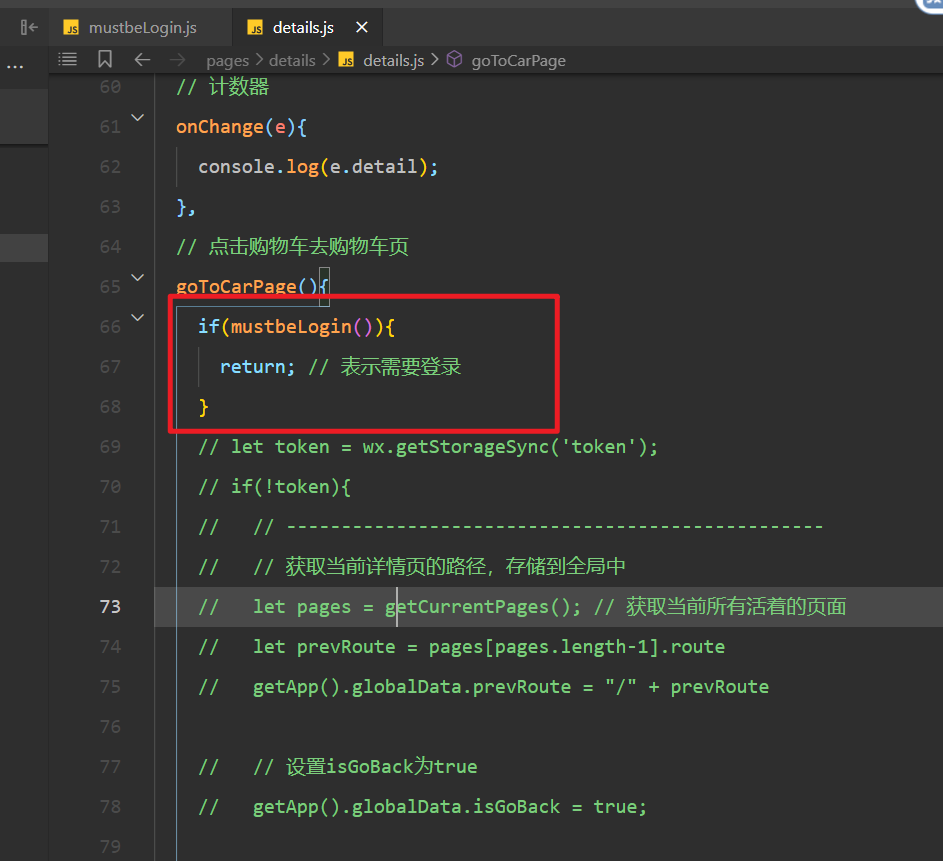 JS mustbeLogin.js JS details.js ×
... pages > details > JS details.js > goToCarPage
60 // 计数器
61 onChange(e){
62 console.log(e.detail);
63 },
64 // 点击购物车去购物车页
65 goToCarPage(){
66 if(mustbeLogin()){
67 return; // 表示需要登录
68 }
69 // let token = wx.getStorageSync('token');
70 // if(!token){
71 // // -------------------------------------------------
72 // // 获取当前详情页的路径，存储到全局中
73 // let pages = getCurrentPages(); // 获取当前所有活着的页面
74 // let prevRoute = pages[pages.length-1].route
75 // getApp().globalData.prevRoute = "/" + prevRoute
76
77 // // 设置isGoBack为true
78 // getApp().globalData.isGoBack = true;
79